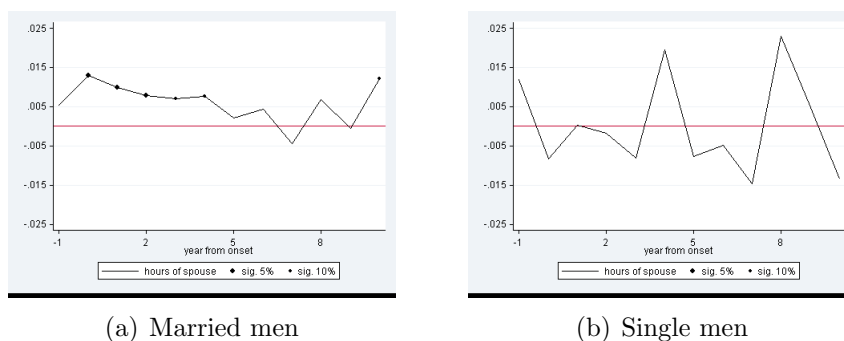 .025
.015
.005
-.005
-.015
-.025
-1 2 5 8
year from onset
hours of spouse sig. 5% sig. 10%
(a) Married men
.025
.015
.005
-.005
-.015
-.025
-1 2 5 8
year from onset
hours of spouse sig. 5% sig. 10%
(b) Single men